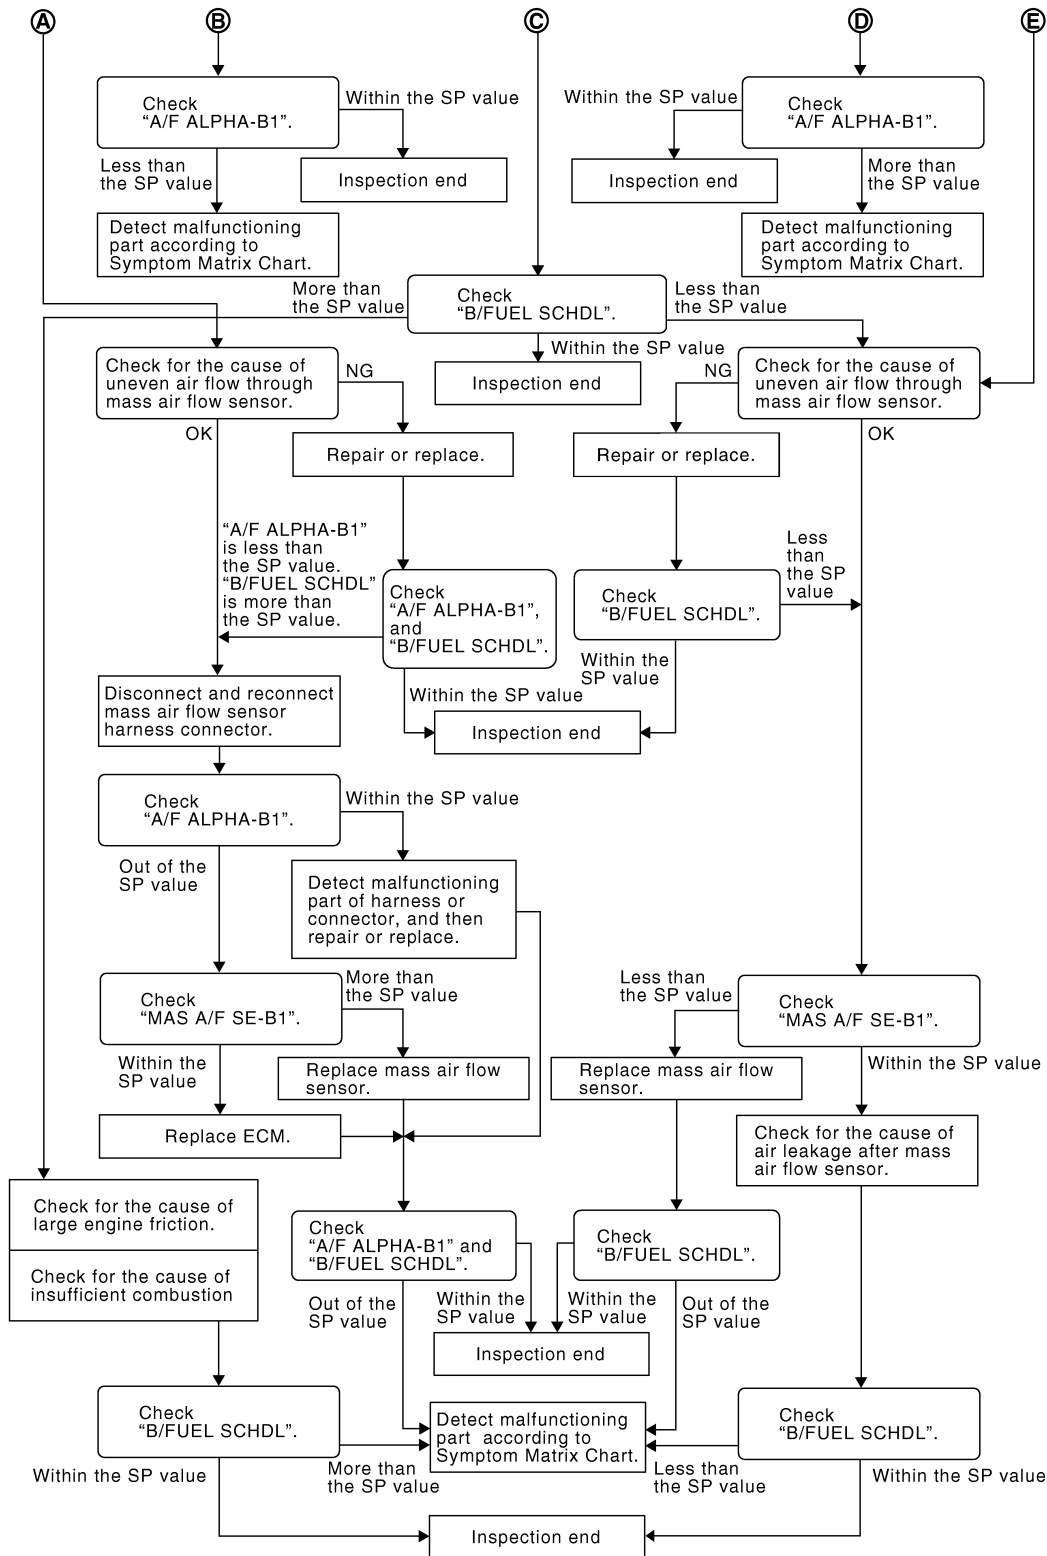 A
B
C
D
E
Check
“A/F ALPHA-B1”.
Within the SP value
Less than
the SP value
Inspection end
Detect malfunctioning
part according to
Symptom Matrix Chart.
Within the SP value
Check
“A/F ALPHA-B1”.
Inspection end
More than
the SP value
Detect malfunctioning
part according to
Symptom Matrix Chart.
More than
the SP value
Check
“B/FUEL SCHDL”.
Less than
the SP value
Within the SP value
Inspection end
Check for the cause of
uneven air flow through
mass air flow sensor.
NG
OK
Repair or replace.
NG
Check for the cause of
uneven air flow through
mass air flow sensor.
OK
Repair or replace.
“A/F ALPHA-B1”
is less than
the SP value.
“B/FUEL SCHDL”
is more than
the SP value.
Check
“A/F ALPHA-B1”,
and
“B/FUEL SCHDL”.
Check
“B/FUEL SCHDL”.
Less
than
the SP
value
Within the SP value
Within the
SP value
Inspection end
Disconnect and reconnect
mass air flow sensor
harness connector.
Check
“A/F ALPHA-B1”.
Within the SP value
Out of the
SP value
Detect malfunctioning
part of harness or
connector, and then
repair or replace.
Check
“MAS A/F SE-B1”.
More than
the SP value
Within the
SP value
Replace mass air flow
sensor.
Replace ECM.
Less than
the SP value
Check
“MAS A/F SE-B1”.
Replace mass air flow
sensor.
Within the SP value
Check for the cause of
air leakage after mass
air flow sensor.
Check for the cause of
large engine friction.
Check for the cause of
insufficient combustion
Check
“A/F ALPHA-B1” and
“B/FUEL SCHDL”.
Check
“B/FUEL SCHDL”.
Out of the
SP value
Within the
SP value
Within the
SP value
Out of the
SP value
Inspection end
Check
“B/FUEL SCHDL”.
Detect malfunctioning
part according to
Symptom Matrix Chart.
Check
“B/FUEL SCHDL”.
Within the SP value
More than
the SP value
Less than
the SP value
Within the SP value
Inspection end